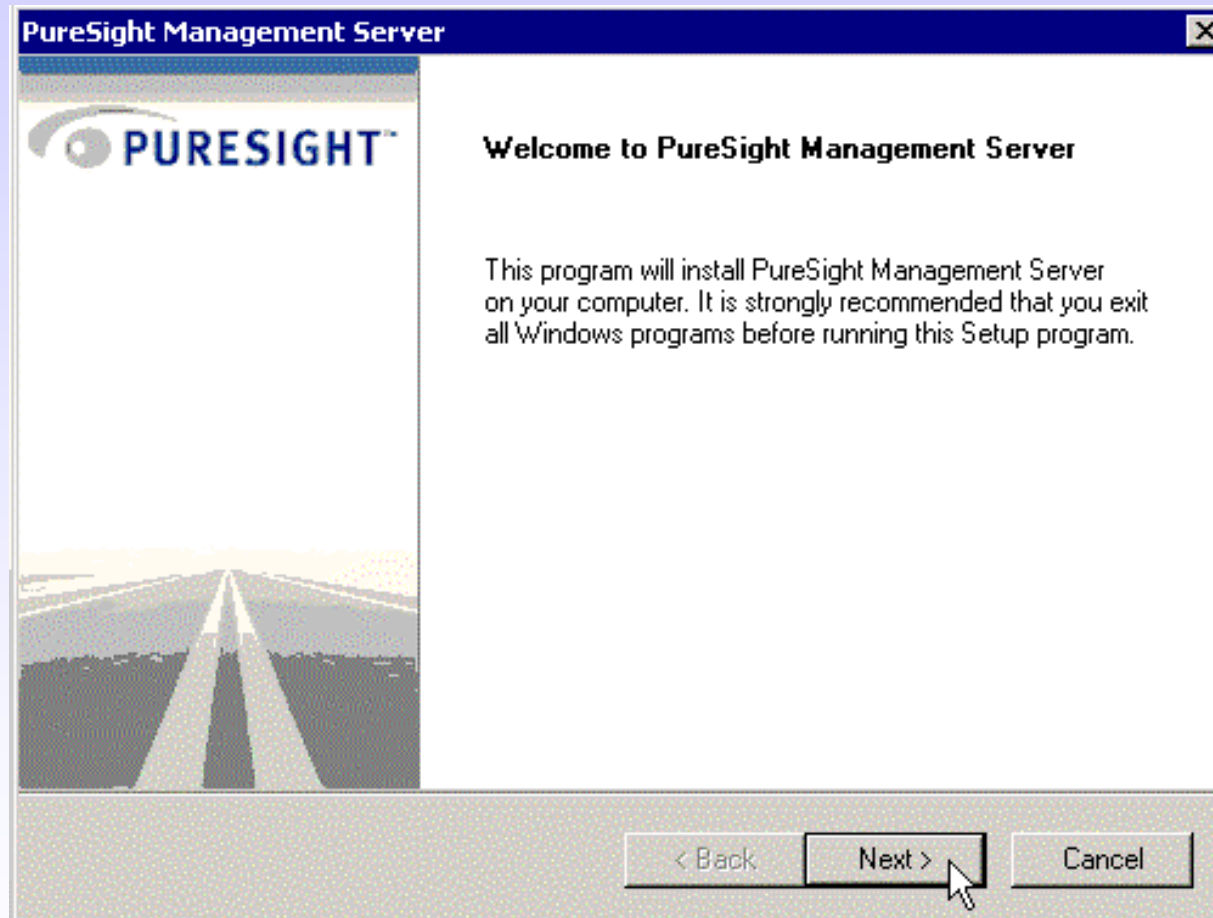 PureSight Management Server
PURESIGHT™
Welcome to PureSight Management Server
This program will install PureSight Management Server
on your computer. It is strongly recommended that you exit
all Windows programs before running this Setup program.
< Back
Next >
Cancel